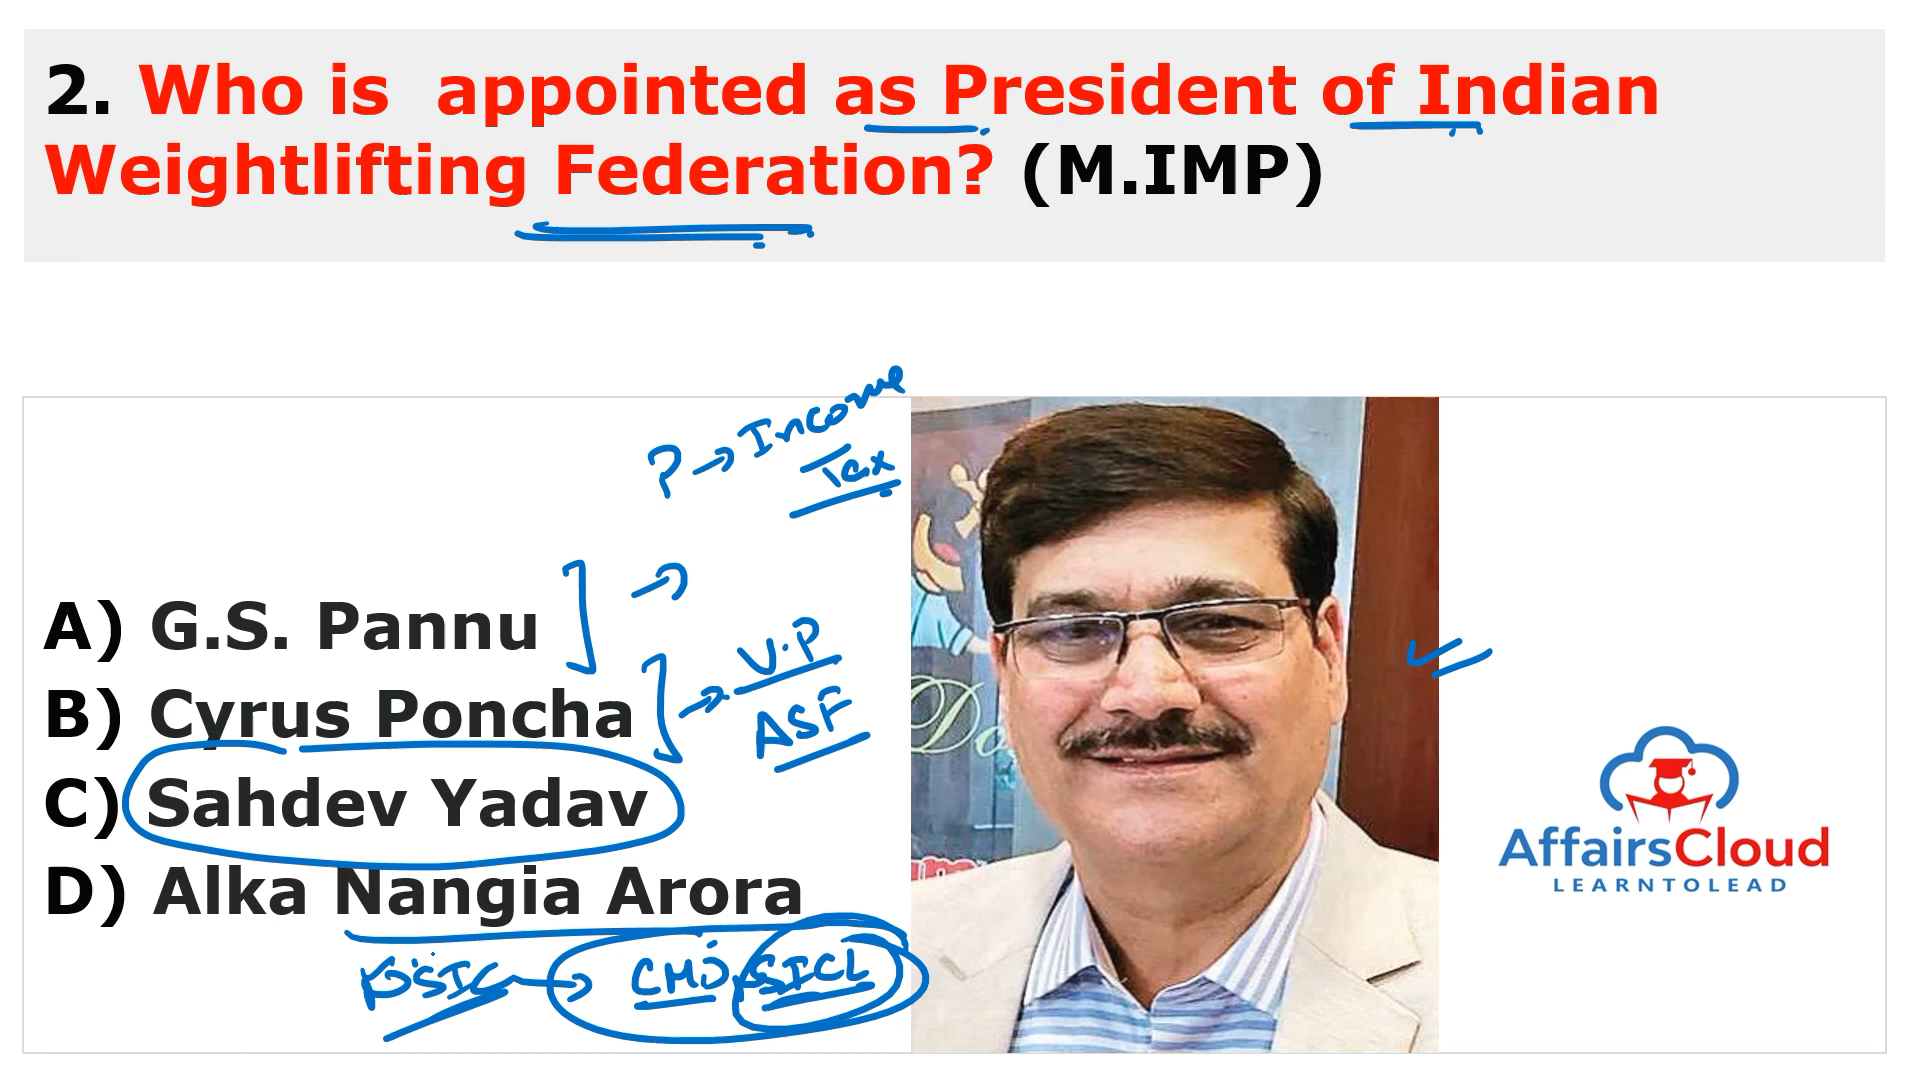 2. Who is appointed as President of Indian
Weightlifting Federation? (M.IMP)
? → Income
Tax
A) G.S. Pannu
B) Cyrus Poncha
V.P
ASF
C) Sahdev Yadav
D) Alka Nangia Arora
CMD
AffairsCloud
LEARNTOLEAD